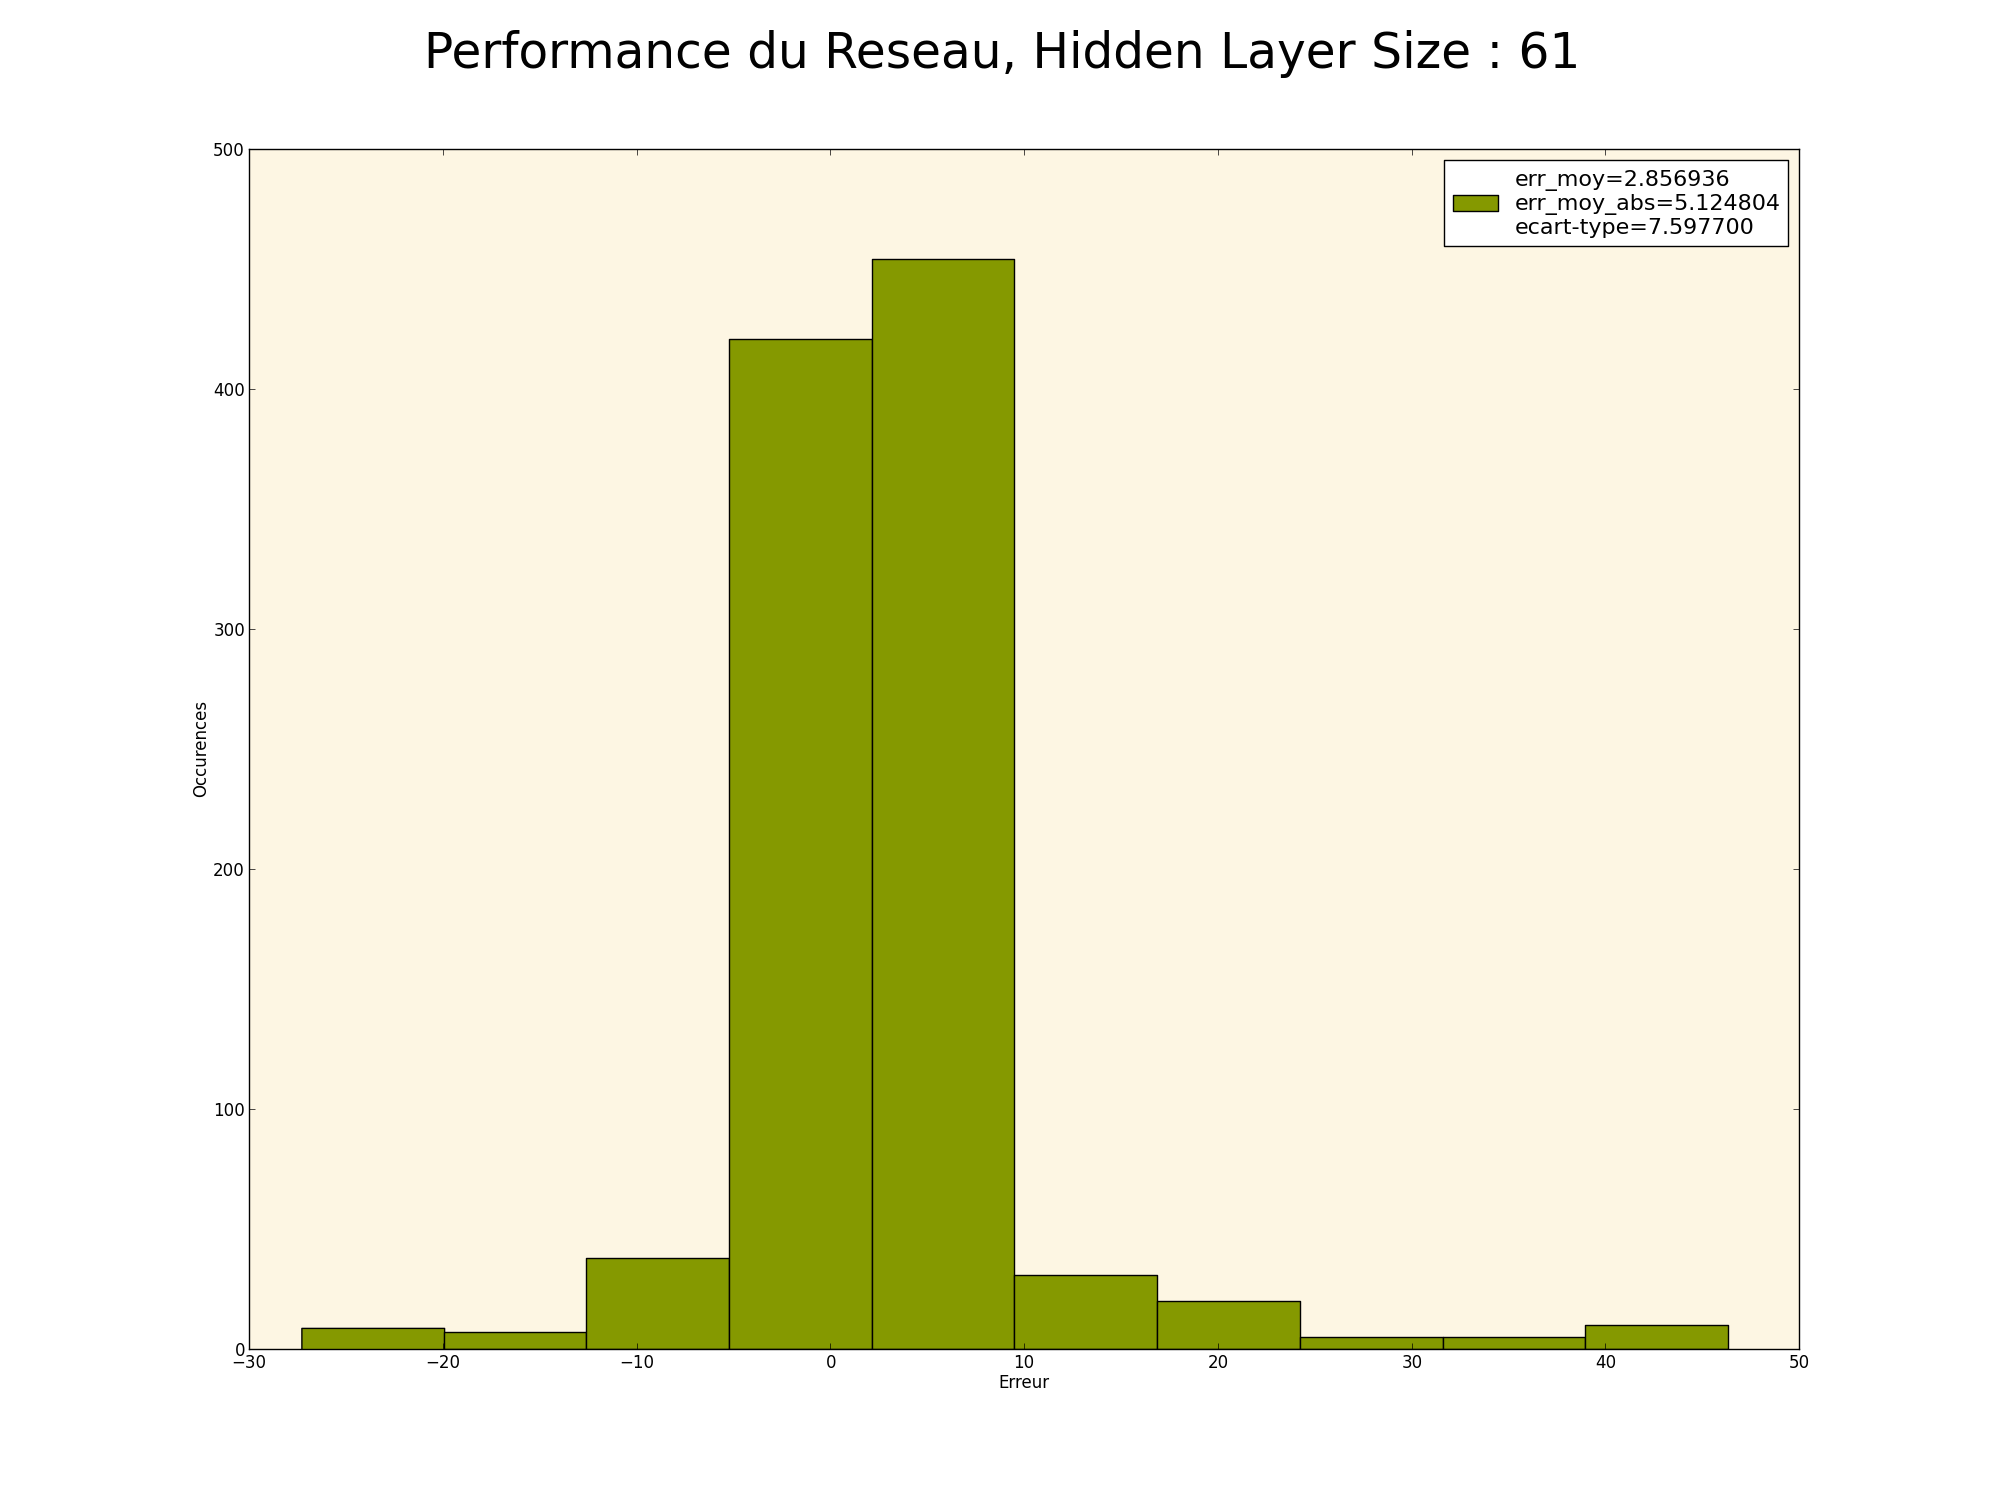 Performance du Reseau, Hidden Layer Size : 61
err_moy=2.856936
err_moy_abs=5.124804
ecart-type=7.597700
500
400
300
200
100
0
Occurences
−30 −20 −10 0 10 20 30 40 50
Erreur